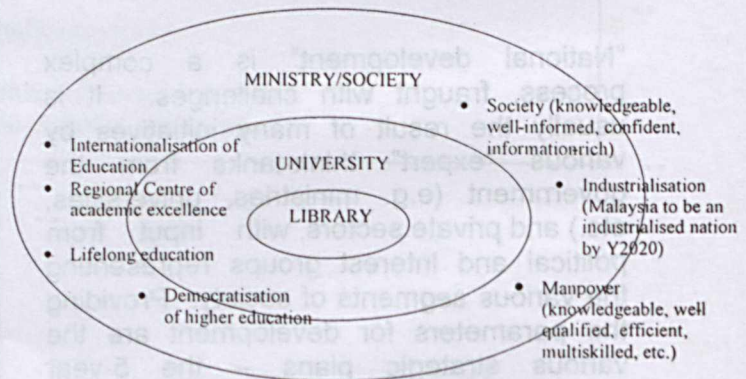 MINISTRY/SOCIETY
• Society (knowledgeable,
well-informed, confident,
information-rich)
• Internationalisation of
Education
UNIVERSITY
• Regional Centre of
academic excellence
• Industrialisation
(Malaysia to be an
industrialised nation
by Y2020)
LIBRARY
• Lifelong education
• Democratisation
of higher education
• Manpower
(knowledgeable, well
qualified, efficient,
multiskilled, etc.)